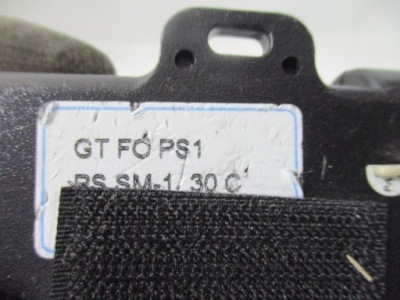 GT FO PS1
PS SM-1/ 30 C